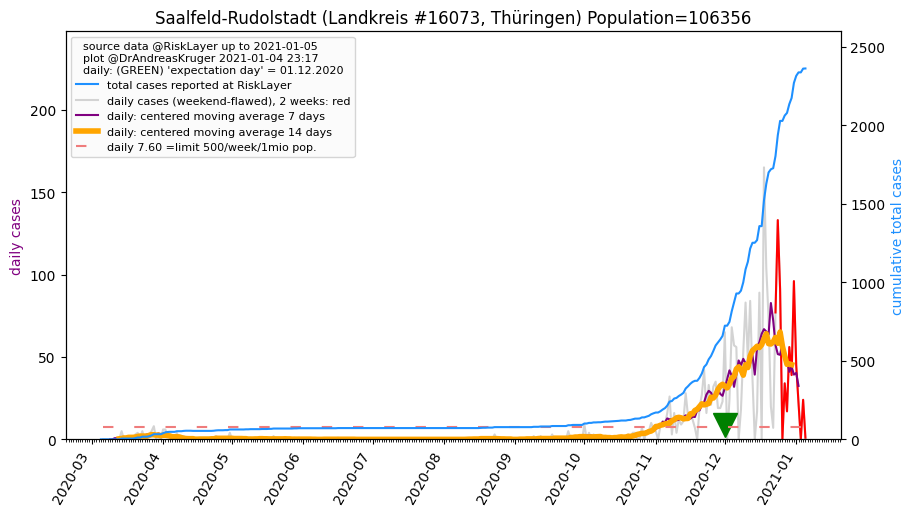 Saalfeld-Rudolstadt (Landkreis #16073, Thüringen) Population=106356
source data @RiskLayer up to 2021-01-05
plot @DrAndreasKruger 2021-01-04 23:17
daily: (GREEN) 'expectation day' = 01.12.2020
total cases reported at RiskLayer
daily cases (weekend-flawed), 2 weeks: red
daily: centered moving average 7 days
daily: centered moving average 14 days
daily 7.60 =limit 500/week/1mio pop.
daily cases
200
150
100
50
0
cumulative total cases
2500
2000
1500
1000
500
0
2020-03
2020-04
2020-05
2020-06
2020-07
2020-08
2020-09
2020-10
2020-11
2020-12
2021-01